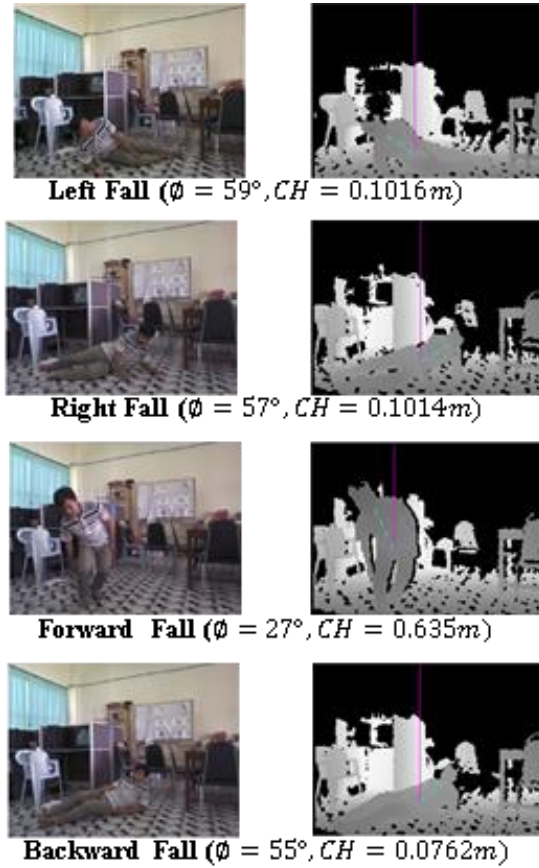 Left Fall (∅ = 59°, CH = 0.1016m)
Right Fall (∅ = 57°, CH = 0.1014m)
Forward Fall (∅ = 27°, CH = 0.635m)
Backward Fall (∅ = 55°, CH = 0.0762m)